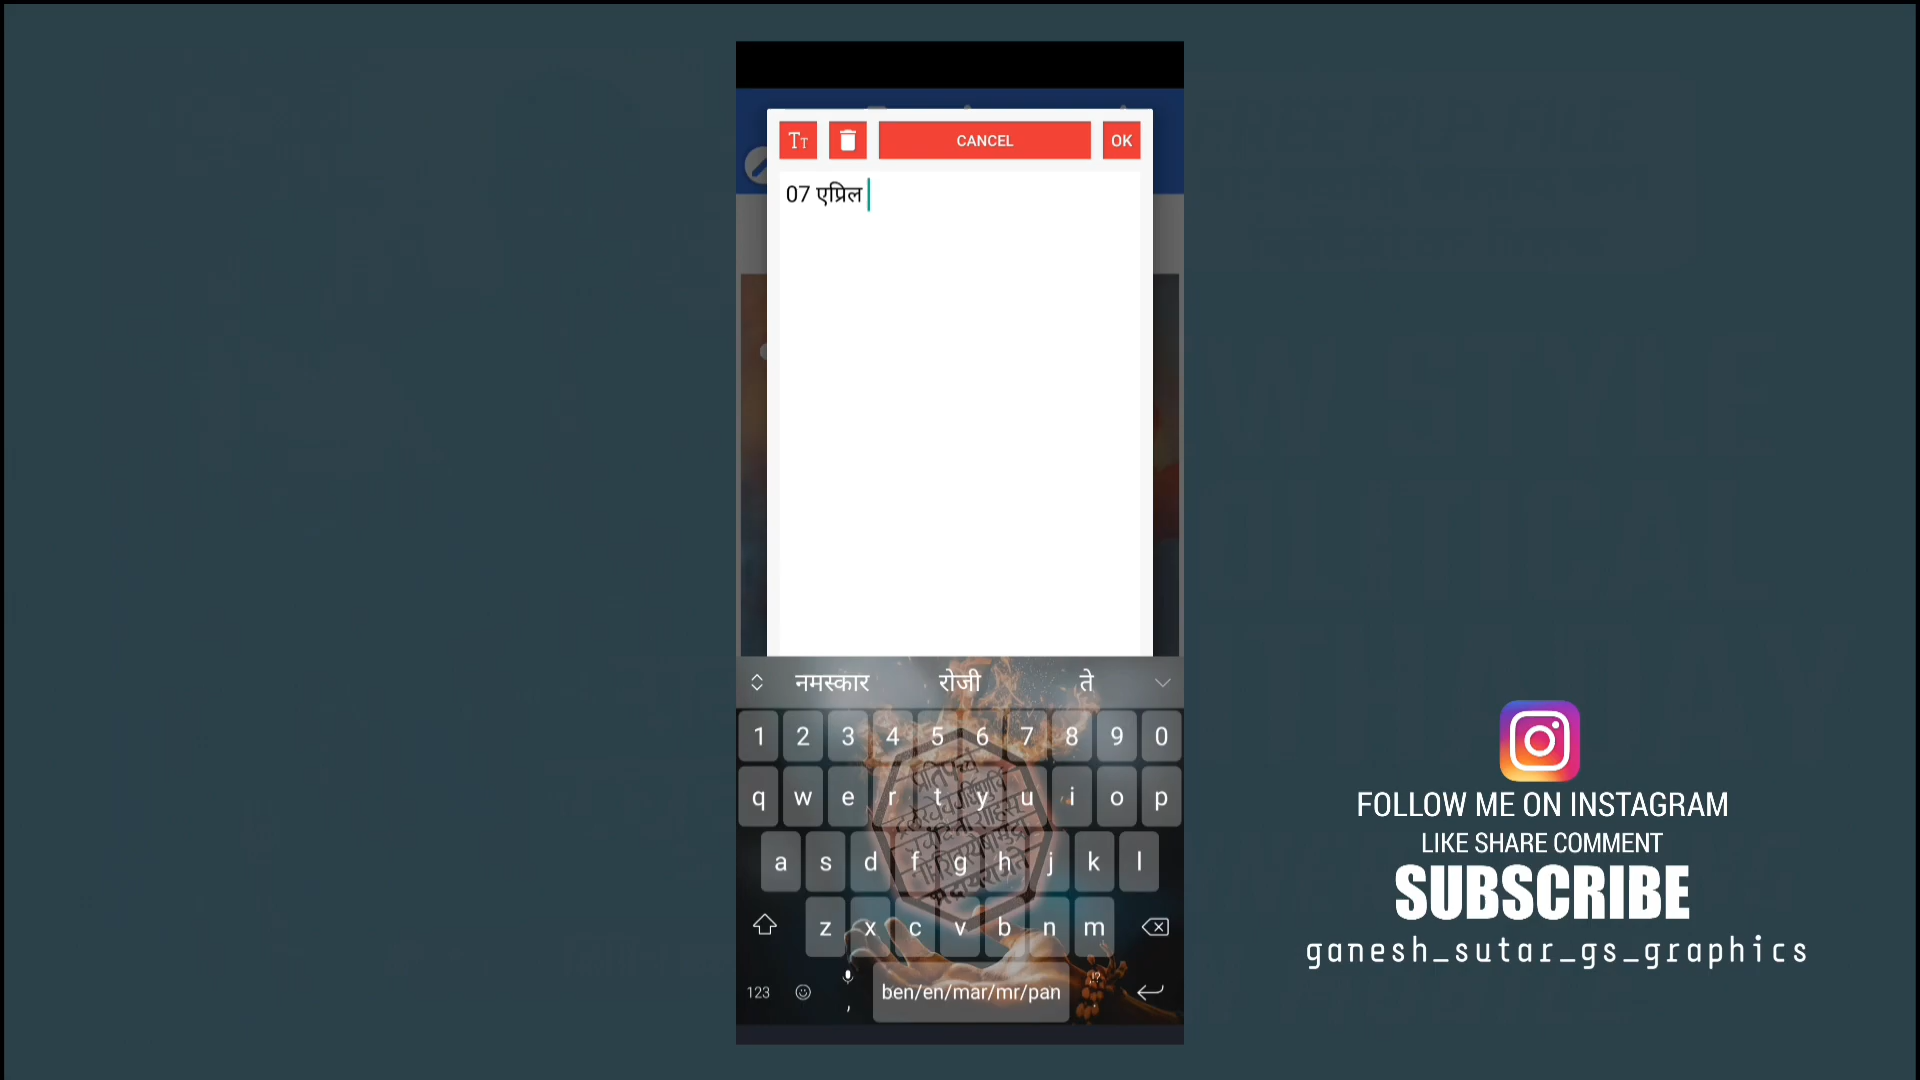 Tт
CANCEL
OK
07 एप्रिल
नमस्कार
रोजी
ते
1 2 3 4 5 6 7 8 9 0
q w e r t y u i o p
a s d f g h j k l
z x c v b n m
123
,
ben/en/mar/mr/pan
!?
FOLLOW ME ON INSTAGRAM
LIKE SHARE COMMENT
SUBSCRIBE
ganesh_sutar_gs_graphics